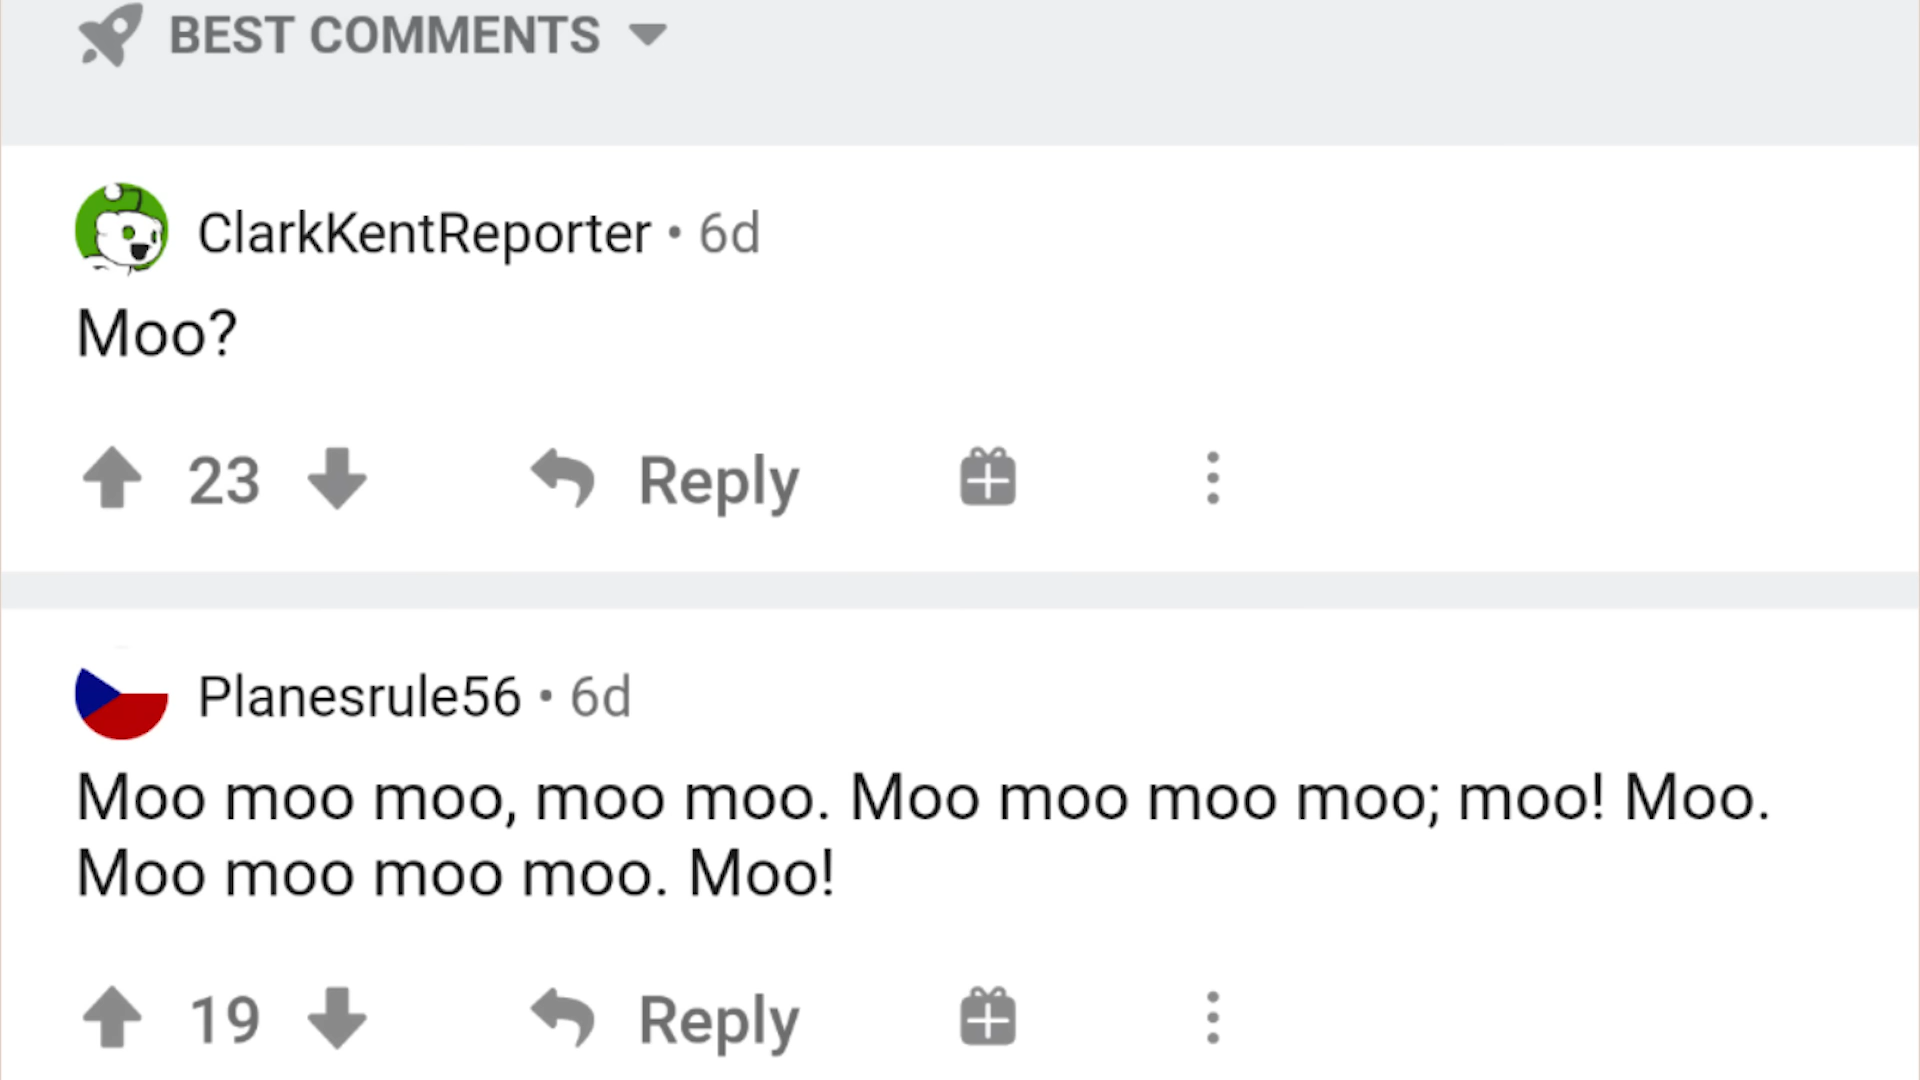 BEST COMMENTS
ClarkKentReporter • 6d
Moo?
23 Reply
Planesrule56 • 6d
Moo moo moo, moo moo. Moo moo moo moo; moo! Moo.
Moo moo moo moo. Moo!
19 Reply